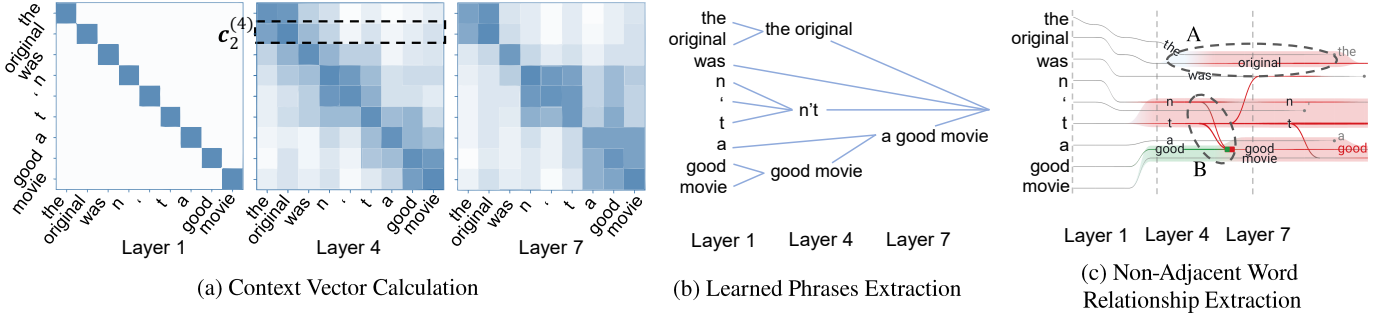 the
original
was
n
‘
t
a
good
movie
c₂⁽⁴⁾
the
original
was
n
‘
t
a
good
movie
Layer 1
the
original
was
n
‘
t
a
good
movie
Layer 4
the
original
was
n
‘
t
a
good
movie
Layer 7
(a) Context Vector Calculation
the
original
was
n
‘
t
a
good
movie
the original
n't
good movie
a good movie
Layer 1 Layer 4 Layer 7
(b) Learned Phrases Extraction
the
original
was
n
‘
t
a
good
movie
A
the
original
the
was
n
n
t
t
a
good
B
good
movie
a
good
Layer 1 Layer 4 Layer 7
(c) Non-Adjacent Word
Relationship Extraction